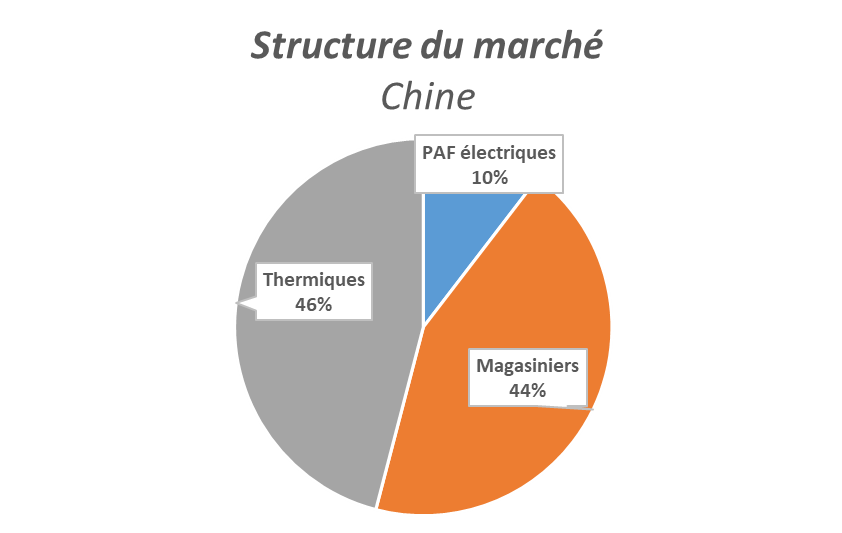 Structure du marché
Chine
PAF électriques
10%
Thermiques
46%
Magasiniers
44%